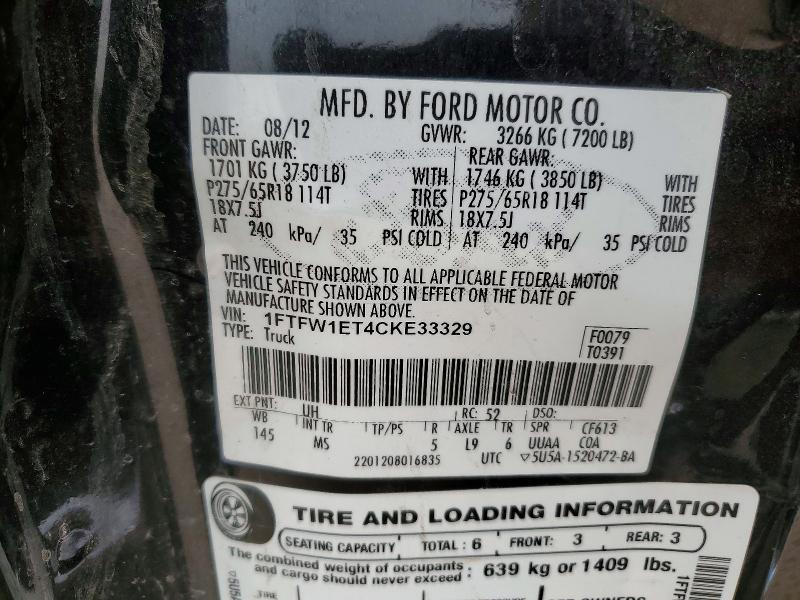 MFD. BY FORD MOTOR CO.
DATE: 08/12 GVWR: 3266 KG ( 7200 LB)
FRONT GAWR: REAR GAWR:
1701 KG ( 3750 LB) WITH 1746 KG ( 3850 LB) WITH
P275/65R18 114T TIRES P275/65R18 114T TIRES
18X7.5J RIMS 18X7.5J RIMS
AT 240 kPa/ 35 PSI COLD AT 240 kPa/ 35 PSI COLD
THIS VEHICLE CONFORMS TO ALL APPLICABLE FEDERAL MOTOR
VEHICLE SAFETY STANDARDS IN EFFECT ON THE DATE OF
MANUFACTURE SHOWN ABOVE.
VIN: 1FTFW1ET4CKE33329
TYPE: Truck
F0079
T0391
EXT PNT: UH RC: 52 DSO:
WB INT TR TP/PS R AXLE TR SPR CF613
145 MS 5 L9 6 UUAA COA
2201208016835 UTC ▽5U5A-1520472-BA
TIRE AND LOADING INFORMATION
SEATING CAPACITY TOTAL : 6 FRONT: 3 REAR: 3
The combined weight of occupants
and cargo should never exceed : 639 kg or 1409 lbs.